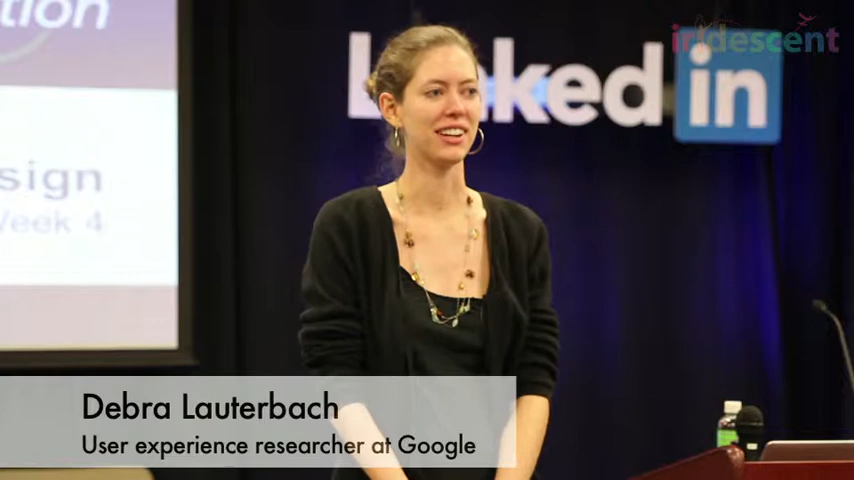 tion
iridescent
Linked in
sign
Week 4
Debra Lauterbach
User experience researcher at Google